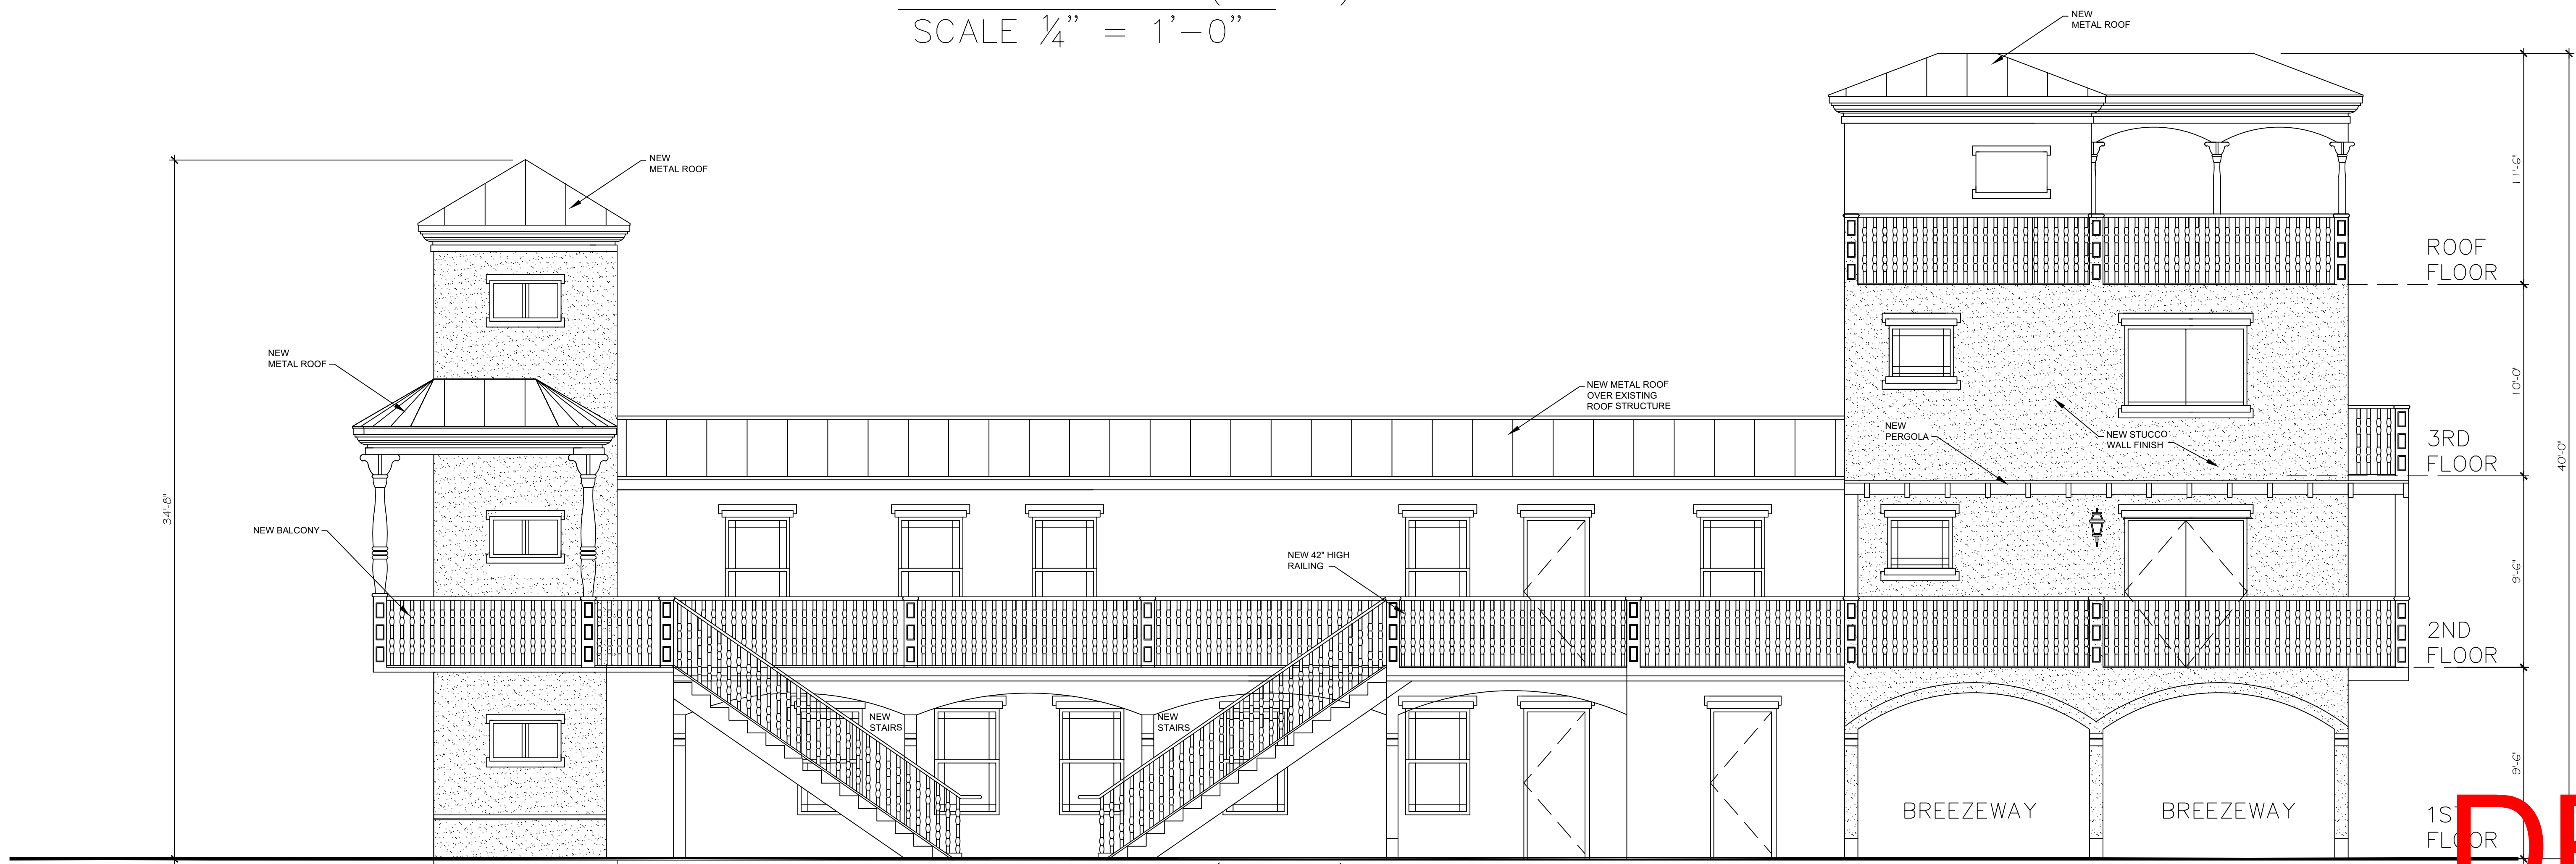 SCALE ¼” = 1’-0”
NEW
METAL ROOF
NEW
METAL ROOF
11'-6"
ROOF
FLOOR
NEW
METAL ROOF
NEW METAL ROOF
OVER EXISTING
ROOF STRUCTURE
10'-0"
NEW
PERGOLA
NEW STUCCO
WALL FINISH
3RD
FLOOR
40'-0"
34'-8"
NEW BALCONY
NEW 42" HIGH
RAILING
9'-6"
2ND
FLOOR
NEW
STAIRS
NEW
STAIRS
9'-6"
BREEZEWAY
BREEZEWAY
1ST
FLOOR